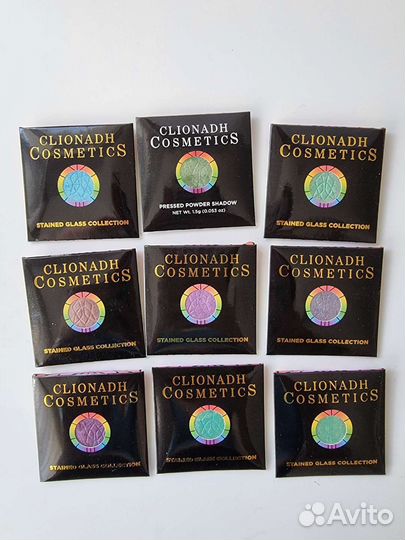 CLIONADH
COSMETICS
STAINED GLASS COLLECTION
CLIONADH
COSMETICS
PRESSED POWDER SHADOW
NET WT. 1.5g (0.053 oz)
CLIONADH
COSMETICS
STAINED GLASS COLLECTION
CLIONADH
COSMETICS
STAINED GLASS COLLECTION
CLIONADH
COSMETICS
STAINED GLASS COLLECTION
CLIONADH
COSMETICS
STAINED GLASS COLLECTION
CLIONADH
COSMETICS
STAINED GLASS COLLECTION
CLIONADH
COSMETICS
STAINED GLASS COLLECTION
CLIONADH
COSMETICS
STAINED GLASS COLLECTION
Avito